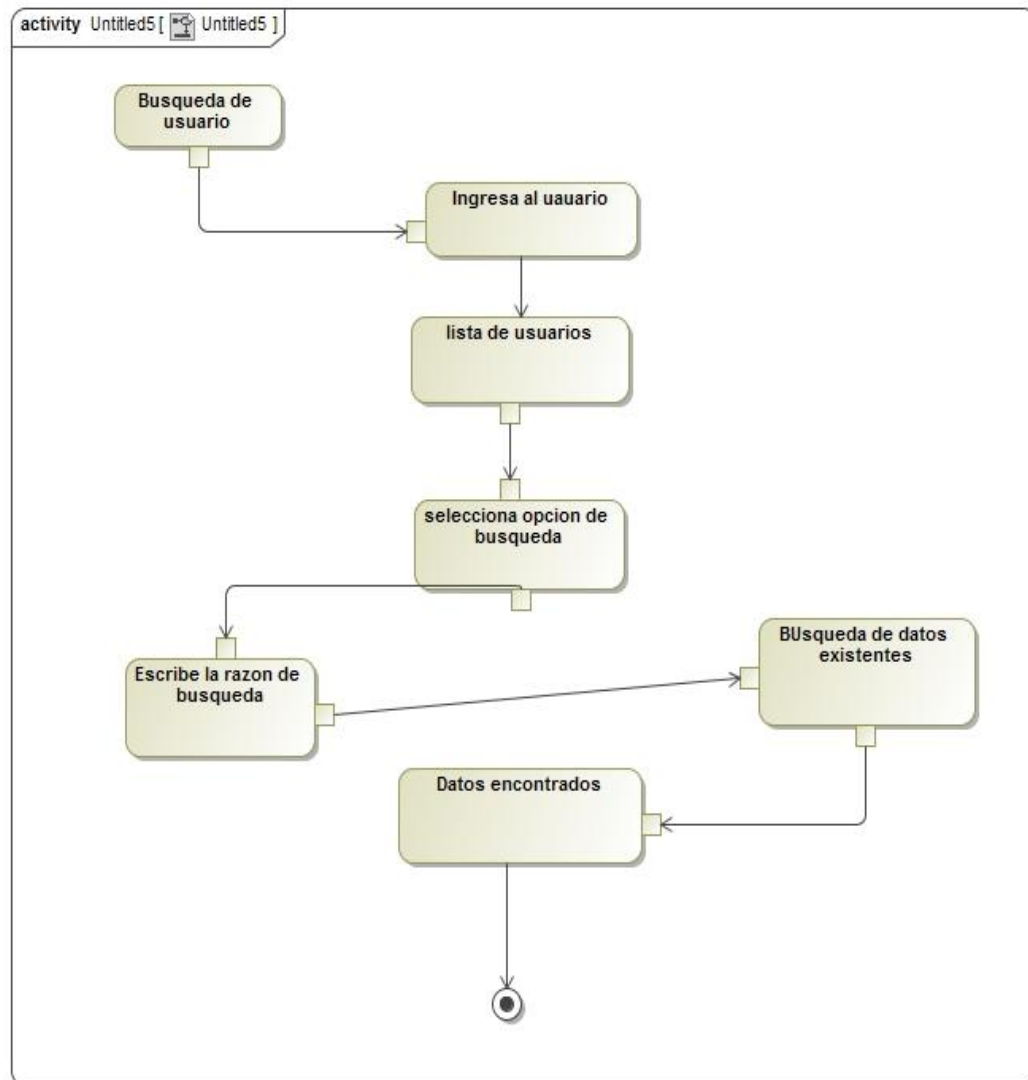 activity Untitled5 [ Untitled5 ]
Busqueda de
usuario
Ingresa al uauario
lista de usuarios
selecciona opcion de
busqueda
Escribe la razon de
busqueda
BUsqueda de datos
existentes
Datos encontrados